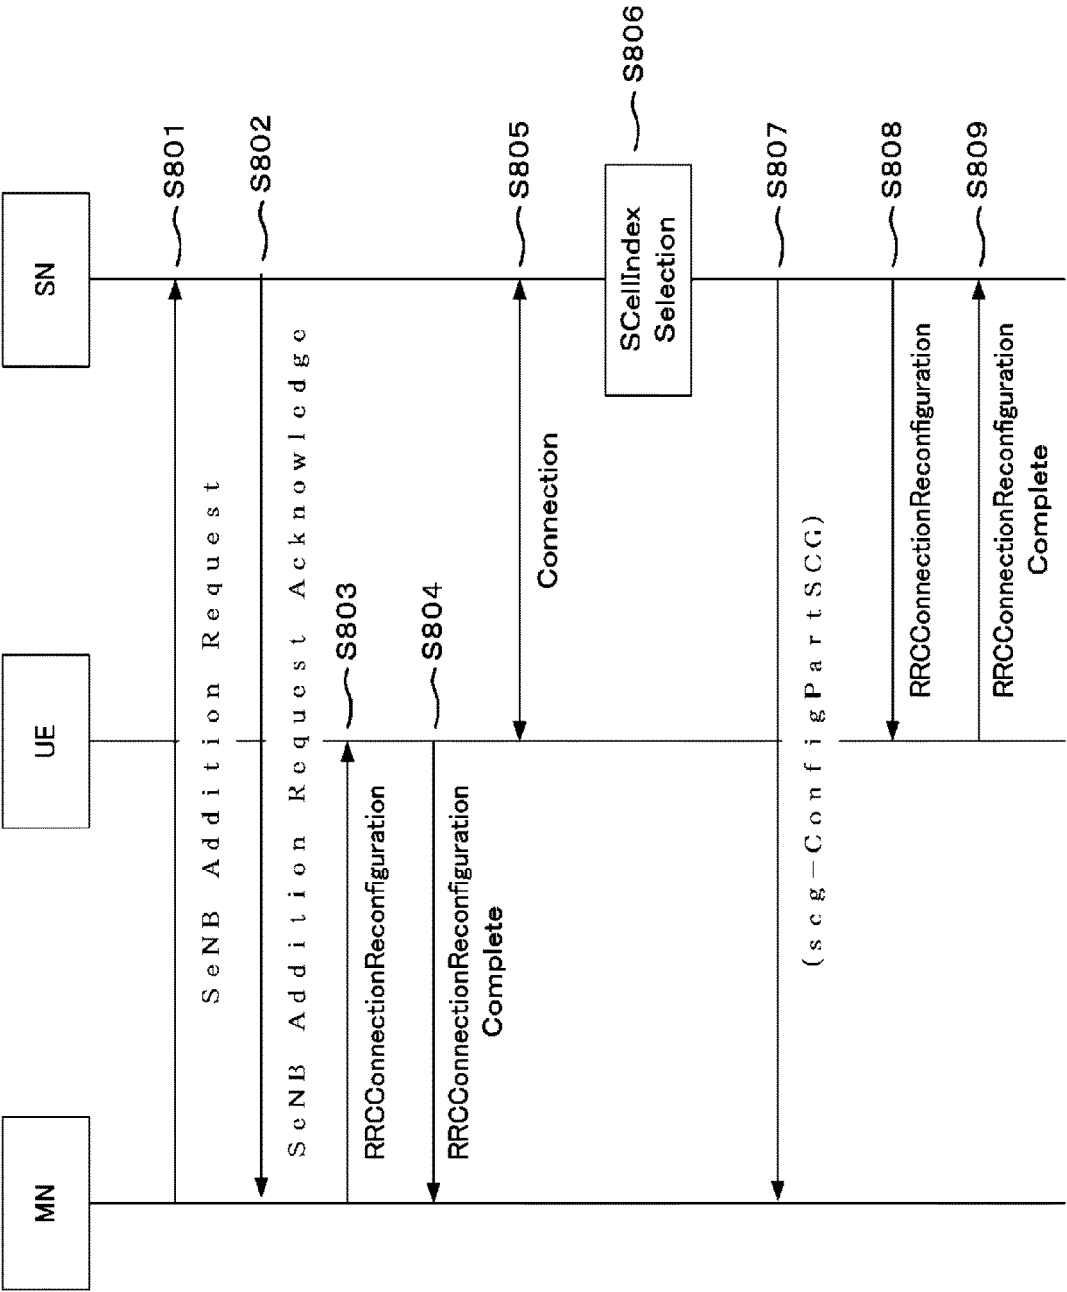 MN
UE
SN
S801
SeNB Addition Request
S802
SeNB Addition Request Acknowledge
S803
RRCConnectionReconfiguration
S804
RRCConnectionReconfiguration
Complete
S805
Connection
S806
SCellIndex
Selection
S807
(scg-ConfigPartSCG)
S808
RRCConnectionReconfiguration
S809
RRCConnectionReconfiguration
Complete